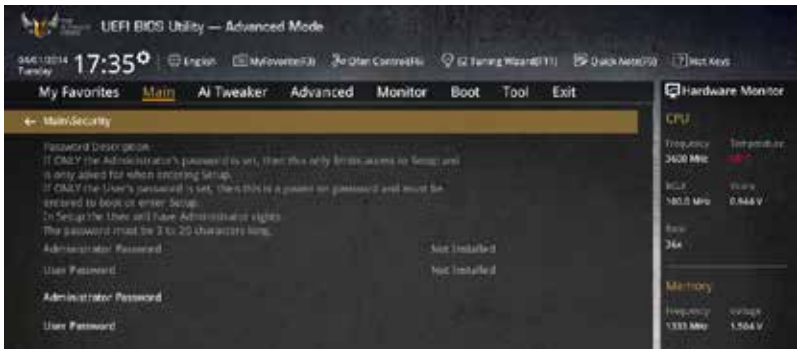 UEFI BIOS Utility — Advanced Mode
Tuesday 17:35 English MyFavorite(F3) Qfan Control(F6) EZ Tuning Wizard(F11) Quick Note(F9) Hot Keys
My Favorites Main Ai Tweaker Advanced Monitor Boot Tool Exit
Hardware Monitor
Main\Security
Password Description
If ONLY the Administrator's password is set, then this only limits access to Setup and
is only asked for when entering Setup.
If ONLY the User's password is set, then this is a power on password and must be
entered to boot or enter Setup.
In Setup the User will have Administrator rights.
The password must be 3 to 20 characters long.
Administrator Password Not Installed
User Password Not Installed
Administrator Password
User Password
CPU
Frequency Temperature
3600 MHz
BCLK
100.0 MHz 0.944 V
Ratio
36x
Memory
Frequency Voltage
1333 MHz 1.504 V